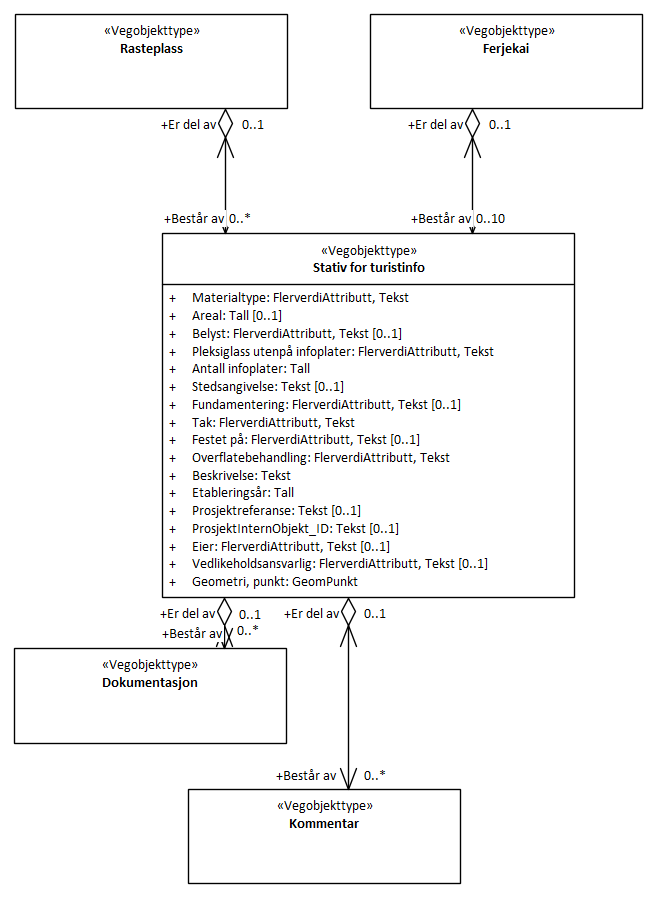 «Vegobjekttype»
Rasteplass
«Vegobjekttype»
Ferjekai
+Er del av 0..1
+Er del av 0..1
+Består av 0..*
+Består av 0..10
«Vegobjekttype»
Stativ for turistinfo
+ Materialtype: FlerverdiAttributt, Tekst
+ Areal: Tall [0..1]
+ Belyst: FlerverdiAttributt, Tekst [0..1]
+ Pleksiglass utenpå infoplater: FlerverdiAttributt, Tekst
+ Antall infoplater: Tall
+ Stedsangivelse: Tekst [0..1]
+ Fundamentering: FlerverdiAttributt, Tekst [0..1]
+ Tak: FlerverdiAttributt, Tekst
+ Festet på: FlerverdiAttributt, Tekst [0..1]
+ Overflatebehandling: FlerverdiAttributt, Tekst
+ Beskrivelse: Tekst
+ Etableringsår: Tall
+ Prosjektreferanse: Tekst [0..1]
+ ProsjektInternObjekt_ID: Tekst [0..1]
+ Eier: FlerverdiAttributt, Tekst [0..1]
+ Vedlikeholdsansvarlig: FlerverdiAttributt, Tekst [0..1]
+ Geometri, punkt: GeomPunkt
+Er del av 0..1
+Er del av 0..1
+Består av 0..*
«Vegobjekttype»
Dokumentasjon
+Består av 0..*
«Vegobjekttype»
Kommentar